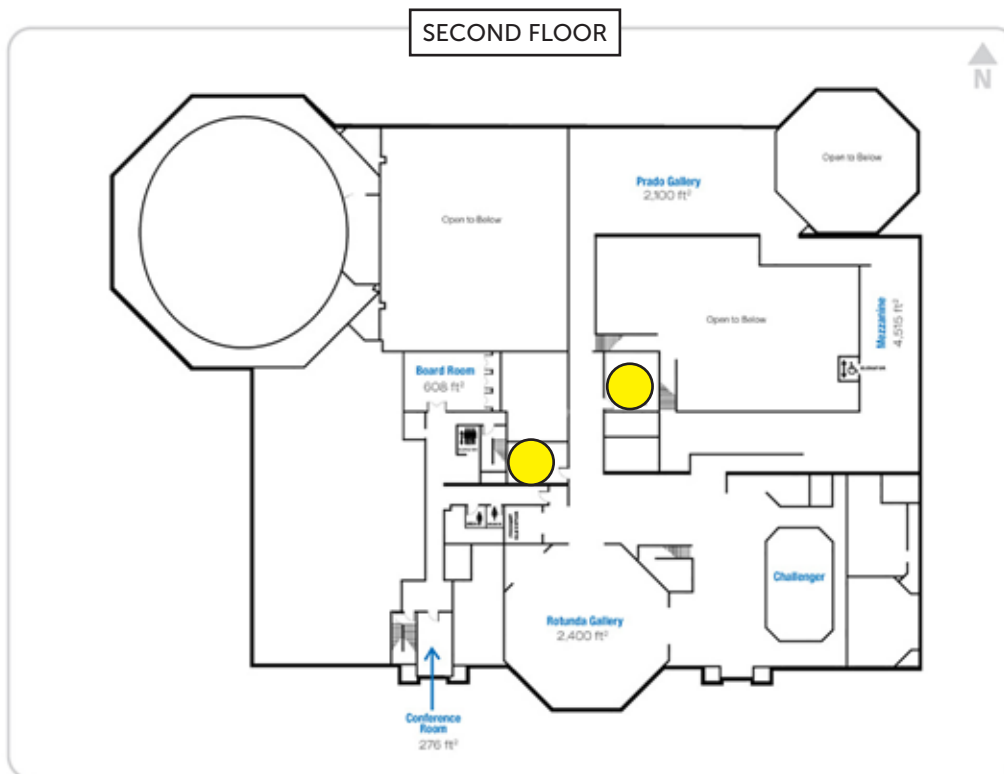 SECOND FLOOR
N
Open to Below
Prado Gallery
2,100 ft²
Open to Below
Open to Below
Mezzanine
4,515 ft²
ELEVATOR
Board Room
608 ft²
Challenger
Rotunda Gallery
2,400 ft²
Conference
Room
276 ft²